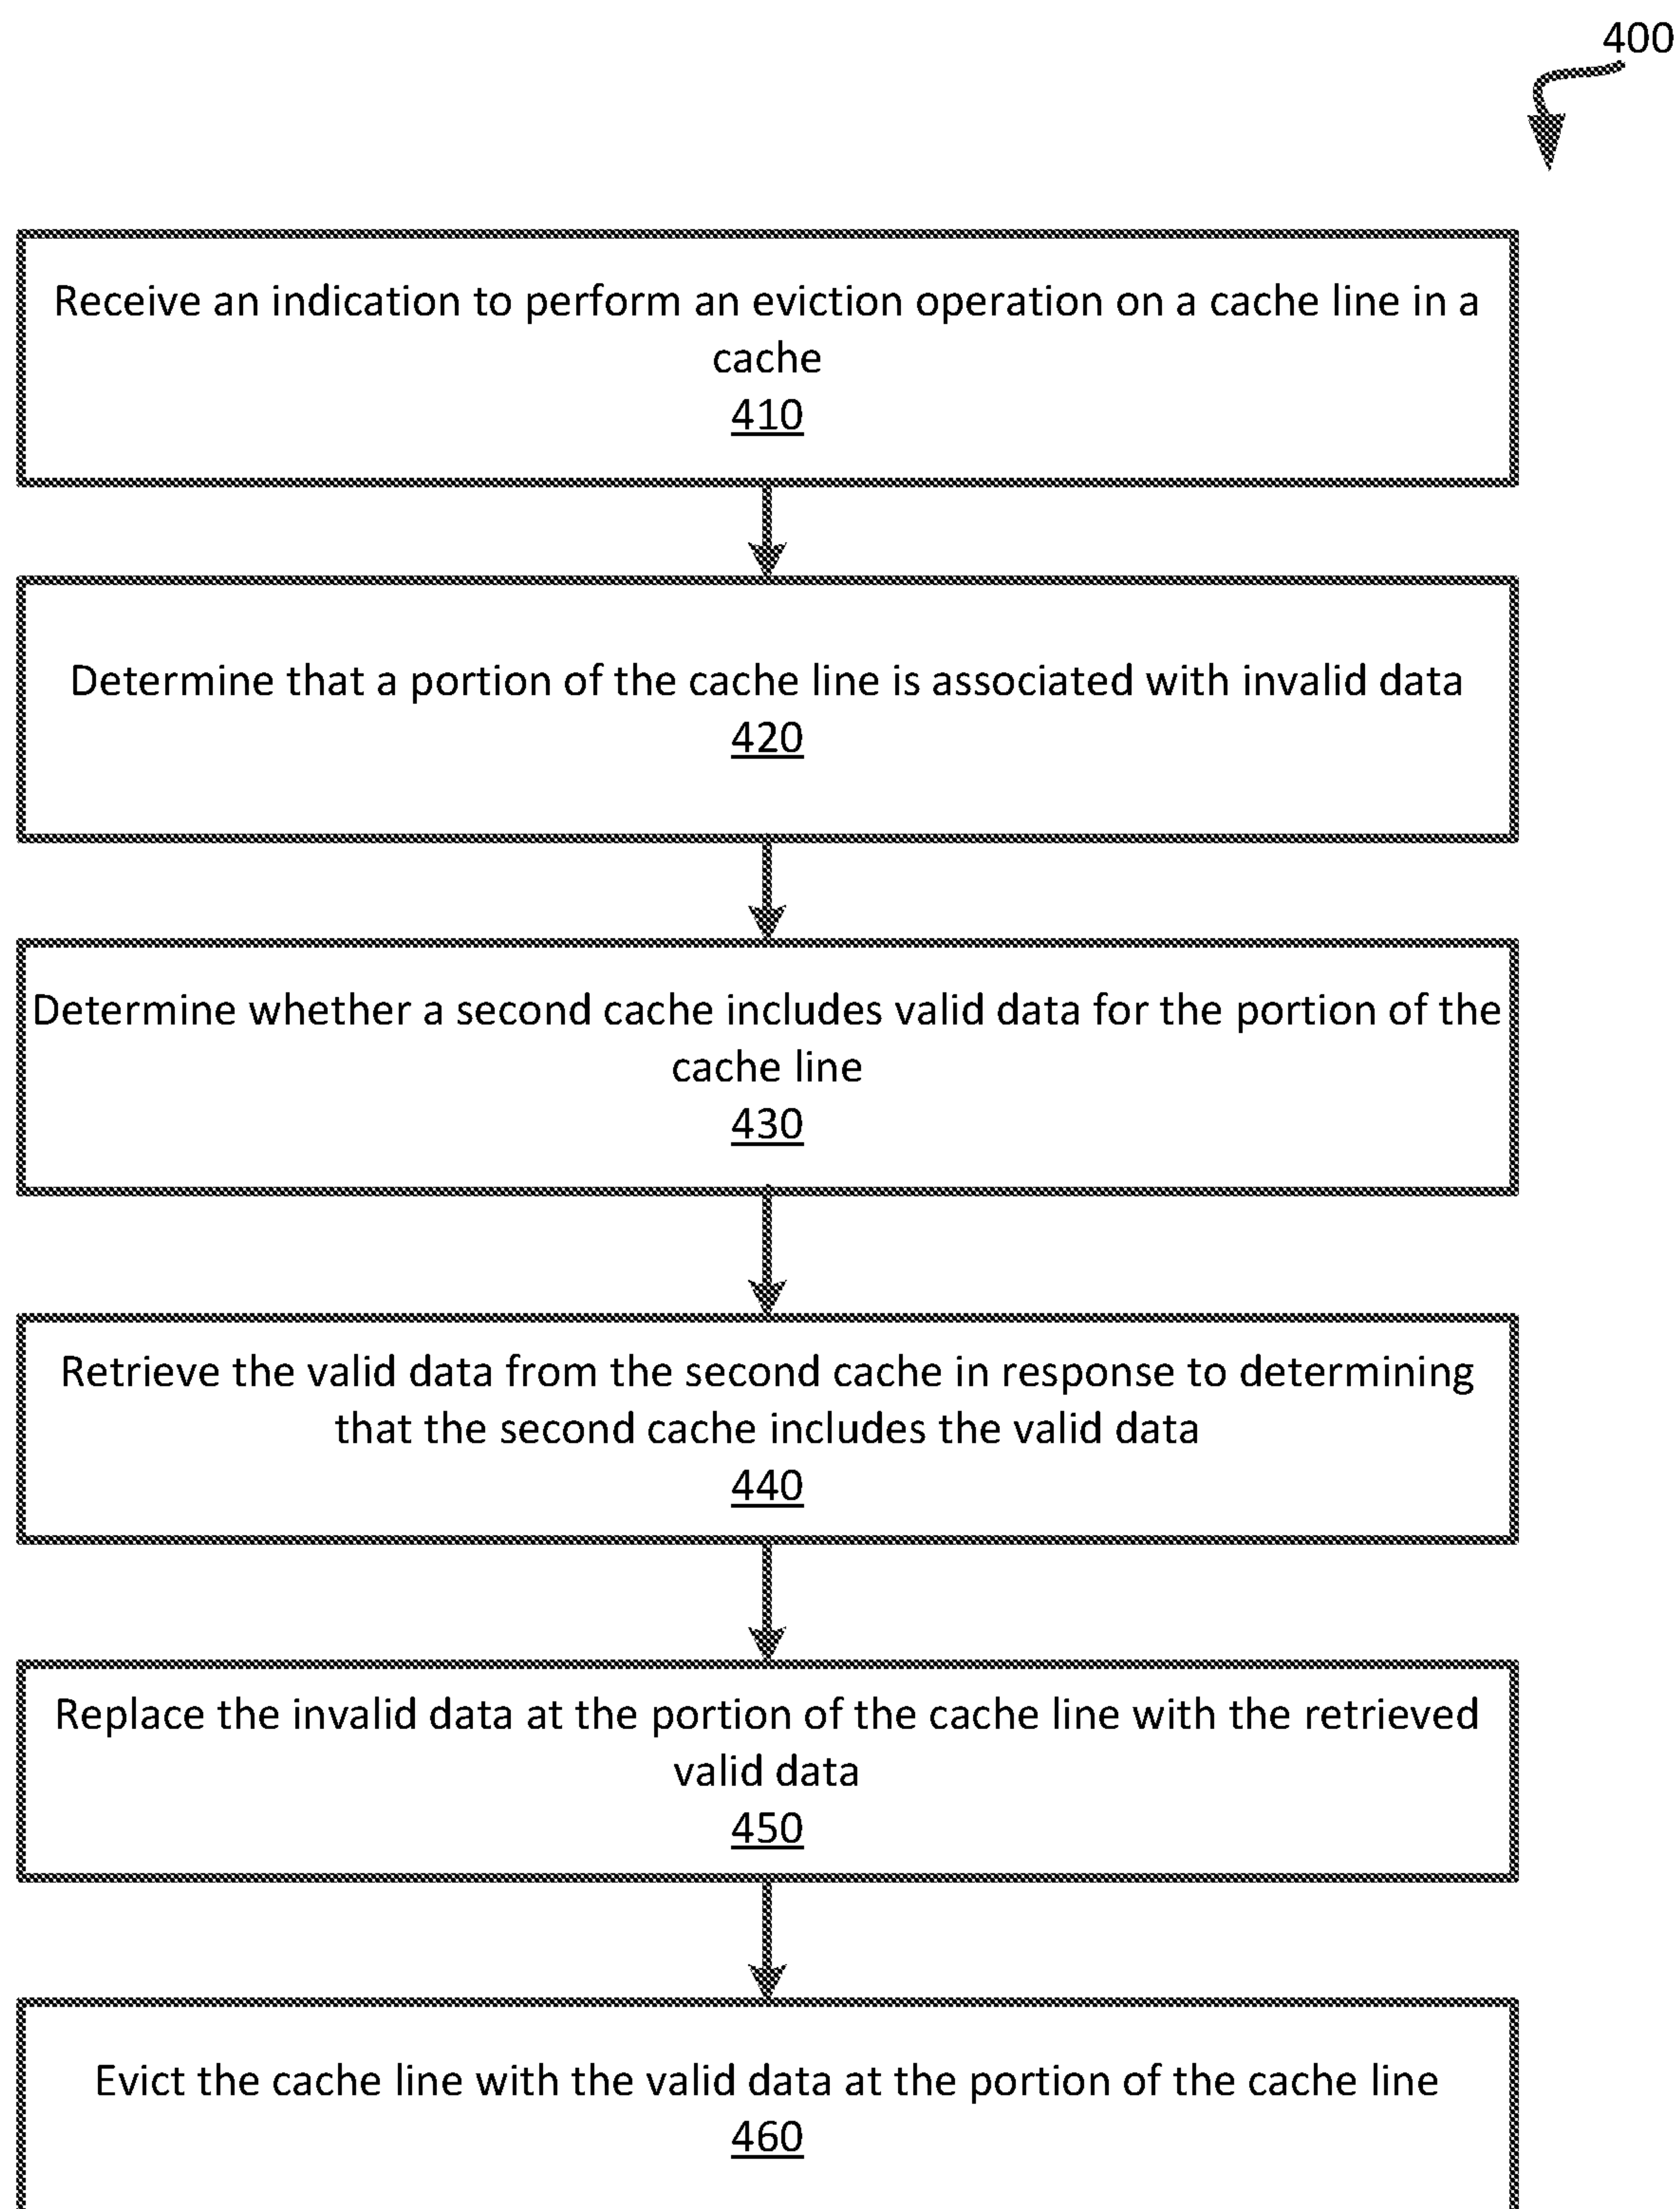 400
Receive an indication to perform an eviction operation on a cache line in a
cache
410
Determine that a portion of the cache line is associated with invalid data
420
Determine whether a second cache includes valid data for the portion of the
cache line
430
Retrieve the valid data from the second cache in response to determining
that the second cache includes the valid data
440
Replace the invalid data at the portion of the cache line with the retrieved
valid data
450
Evict the cache line with the valid data at the portion of the cache line
460